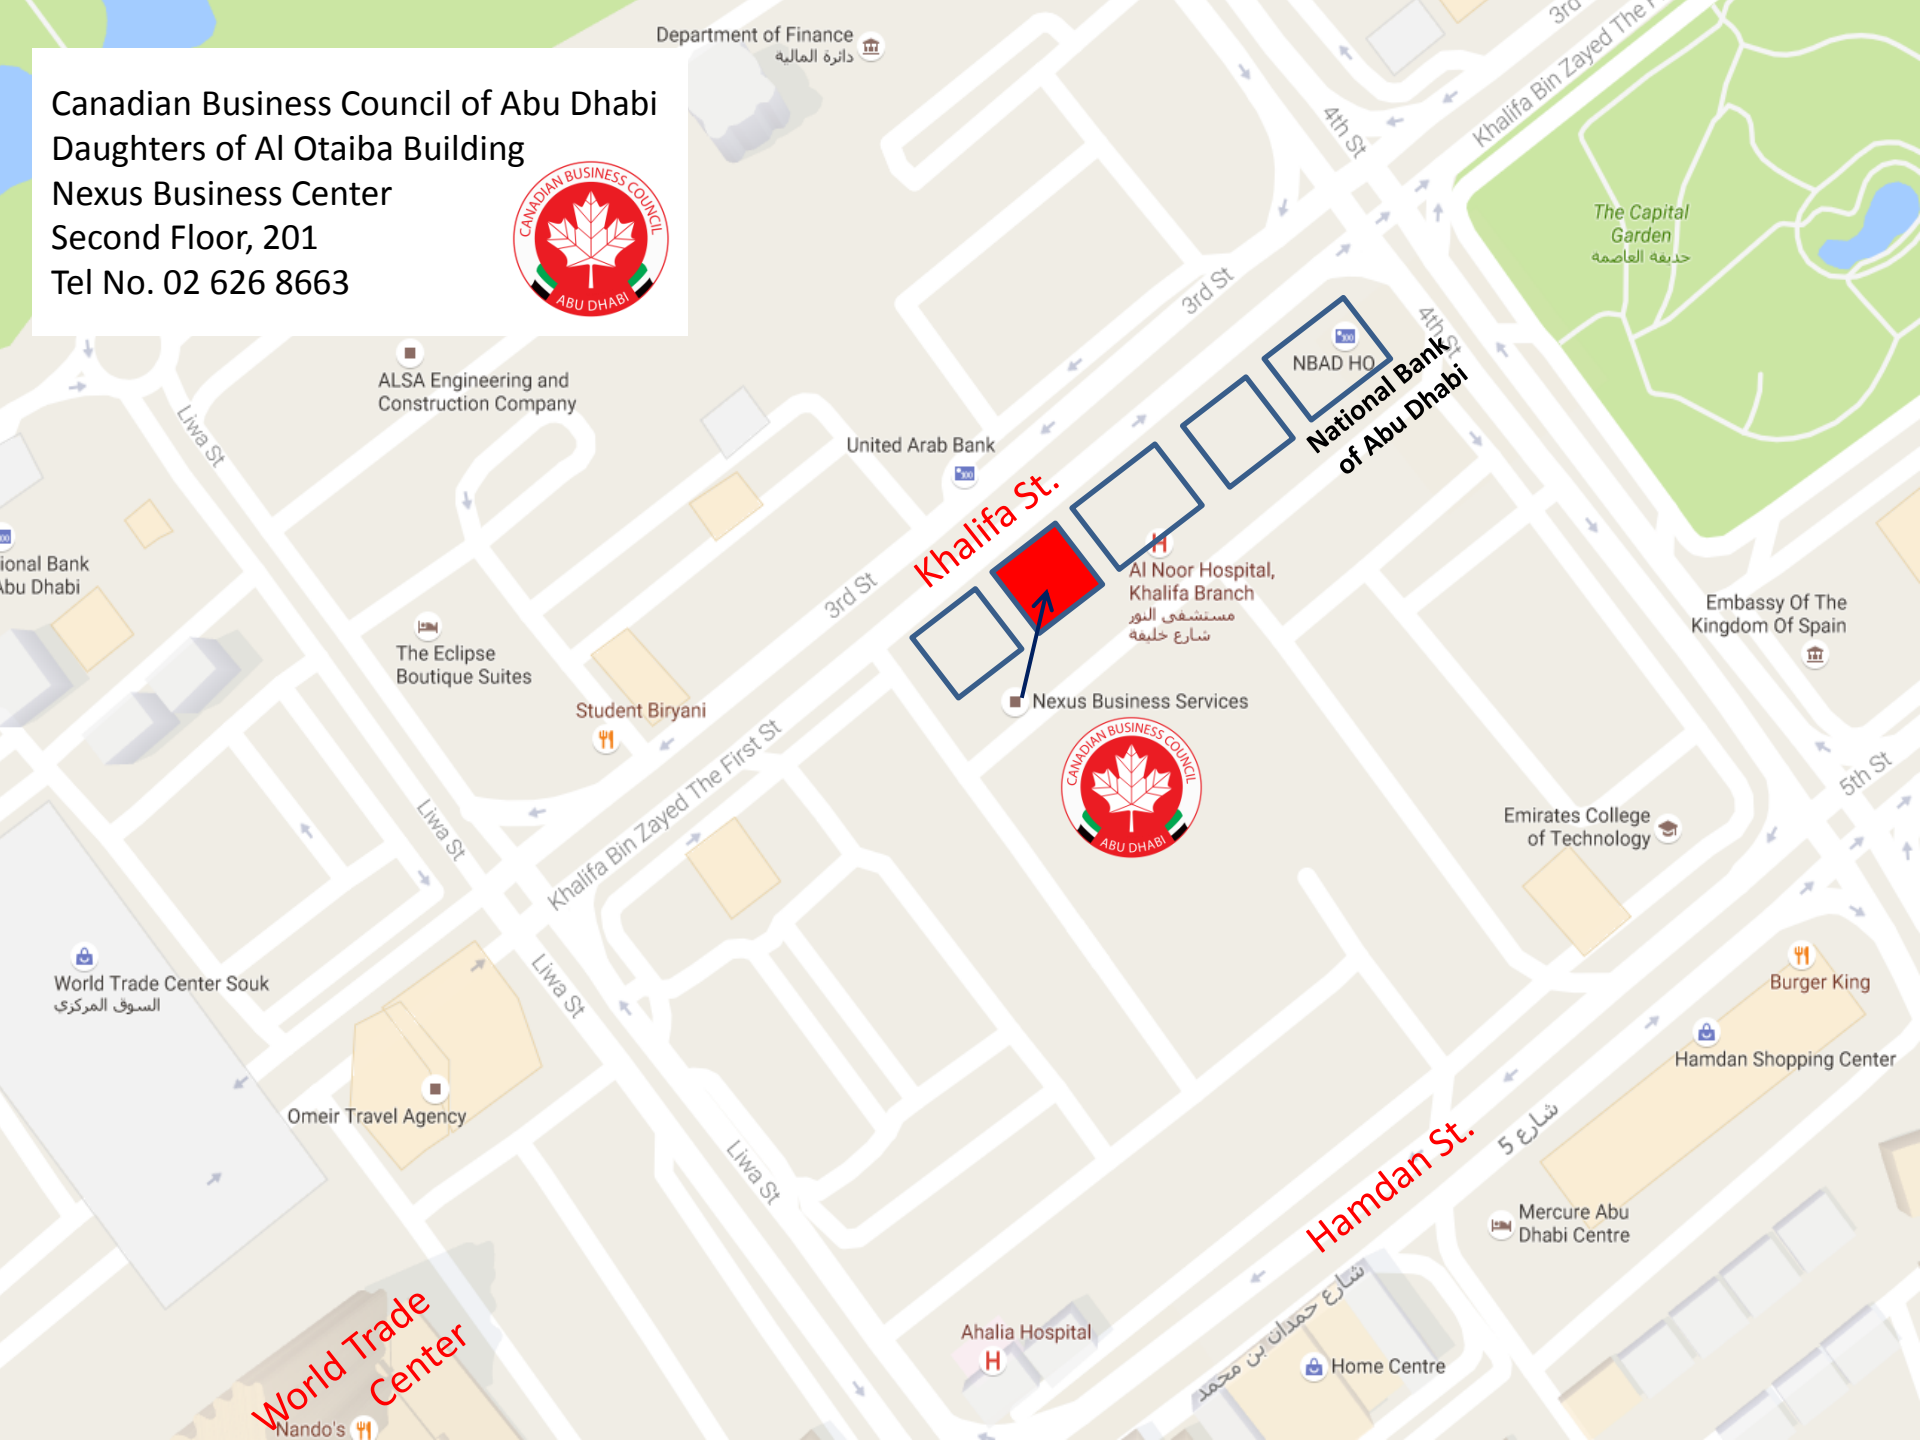 Canadian Business Council of Abu Dhabi
Daughters of Al Otaiba Building
Nexus Business Center
Second Floor, 201
Tel No. 02 626 8663
CANADIAN BUSINESS COUNCIL
ABU DHABI
Department of Finance
دائرة المالية
3rd
Khalifa Bin Zayed The F
4th St
The Capital
Garden
حديقة العاصمة
3rd St
4th St
NBAD HO
National Bank
of Abu Dhabi
ALSA Engineering and
Construction Company
Liwa St
United Arab Bank
Khalifa St.
ional Bank
Abu Dhabi
3rd St
Al Noor Hospital,
Khalifa Branch
مستشفى النور
شارع خليفة
Embassy Of The
Kingdom Of Spain
The Eclipse
Boutique Suites
Student Biryani
Nexus Business Services
CANADIAN BUSINESS COUNCIL
ABU DHABI
Khalifa Bin Zayed The First St
Liwa St
5th St
Emirates College
of Technology
World Trade Center Souk
السوق المركزي
Liwa St
Burger King
Hamdan Shopping Center
Omeir Travel Agency
شارع 5
Hamdan St.
Liwa St
Mercure Abu
Dhabi Centre
شارع حمدان بن محمد
World Trade
Center
Ahalia Hospital
Home Centre
Nando's